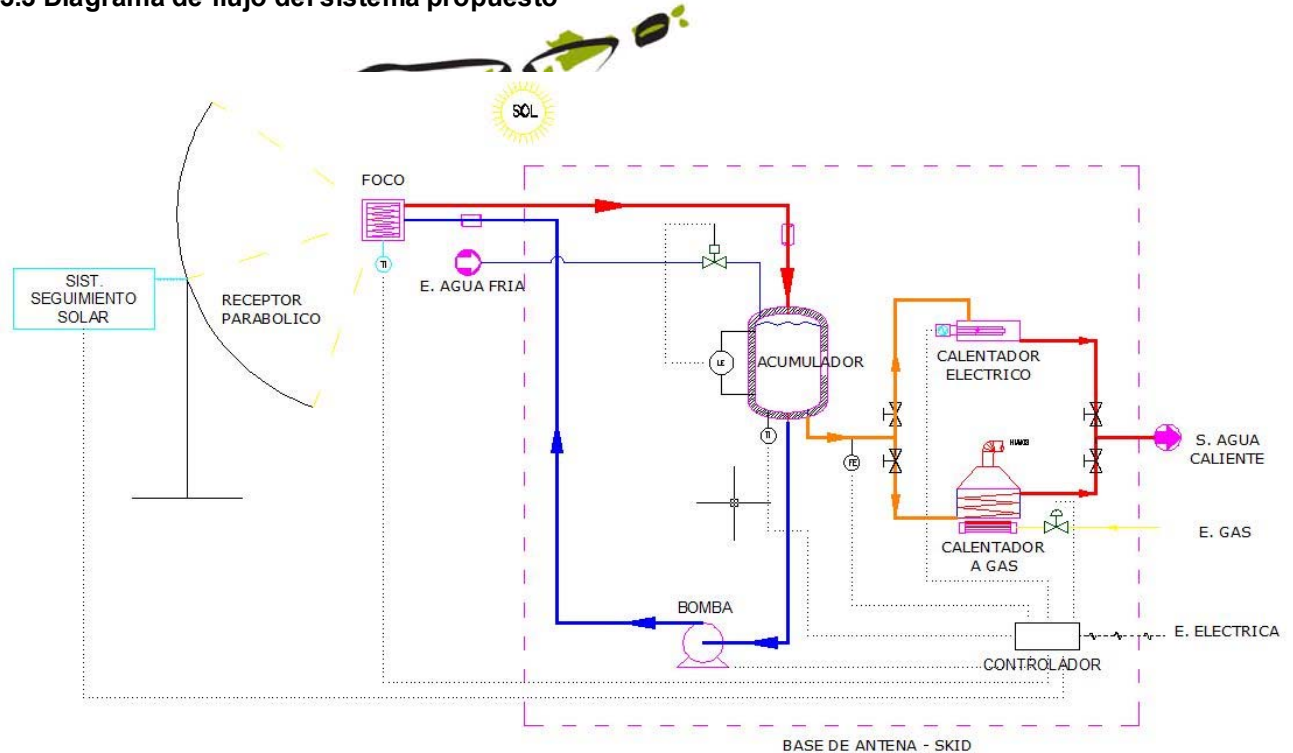 3.3 Diagrama de flujo del sistema propuesto
SOL
FOCO
TI
E. AGUA FRIA
SIST.
SEGUIMIENTO
SOLAR
RECEPTOR
PARABOLICO
LE
ACUMULADOR
TI
CALENTADOR
ELECTRICO
FE
HUMOS
S. AGUA
CALIENTE
CALENTADOR
A GAS
E. GAS
BOMBA
E. ELECTRICA
CONTROLADOR
BASE DE ANTENA - SKID